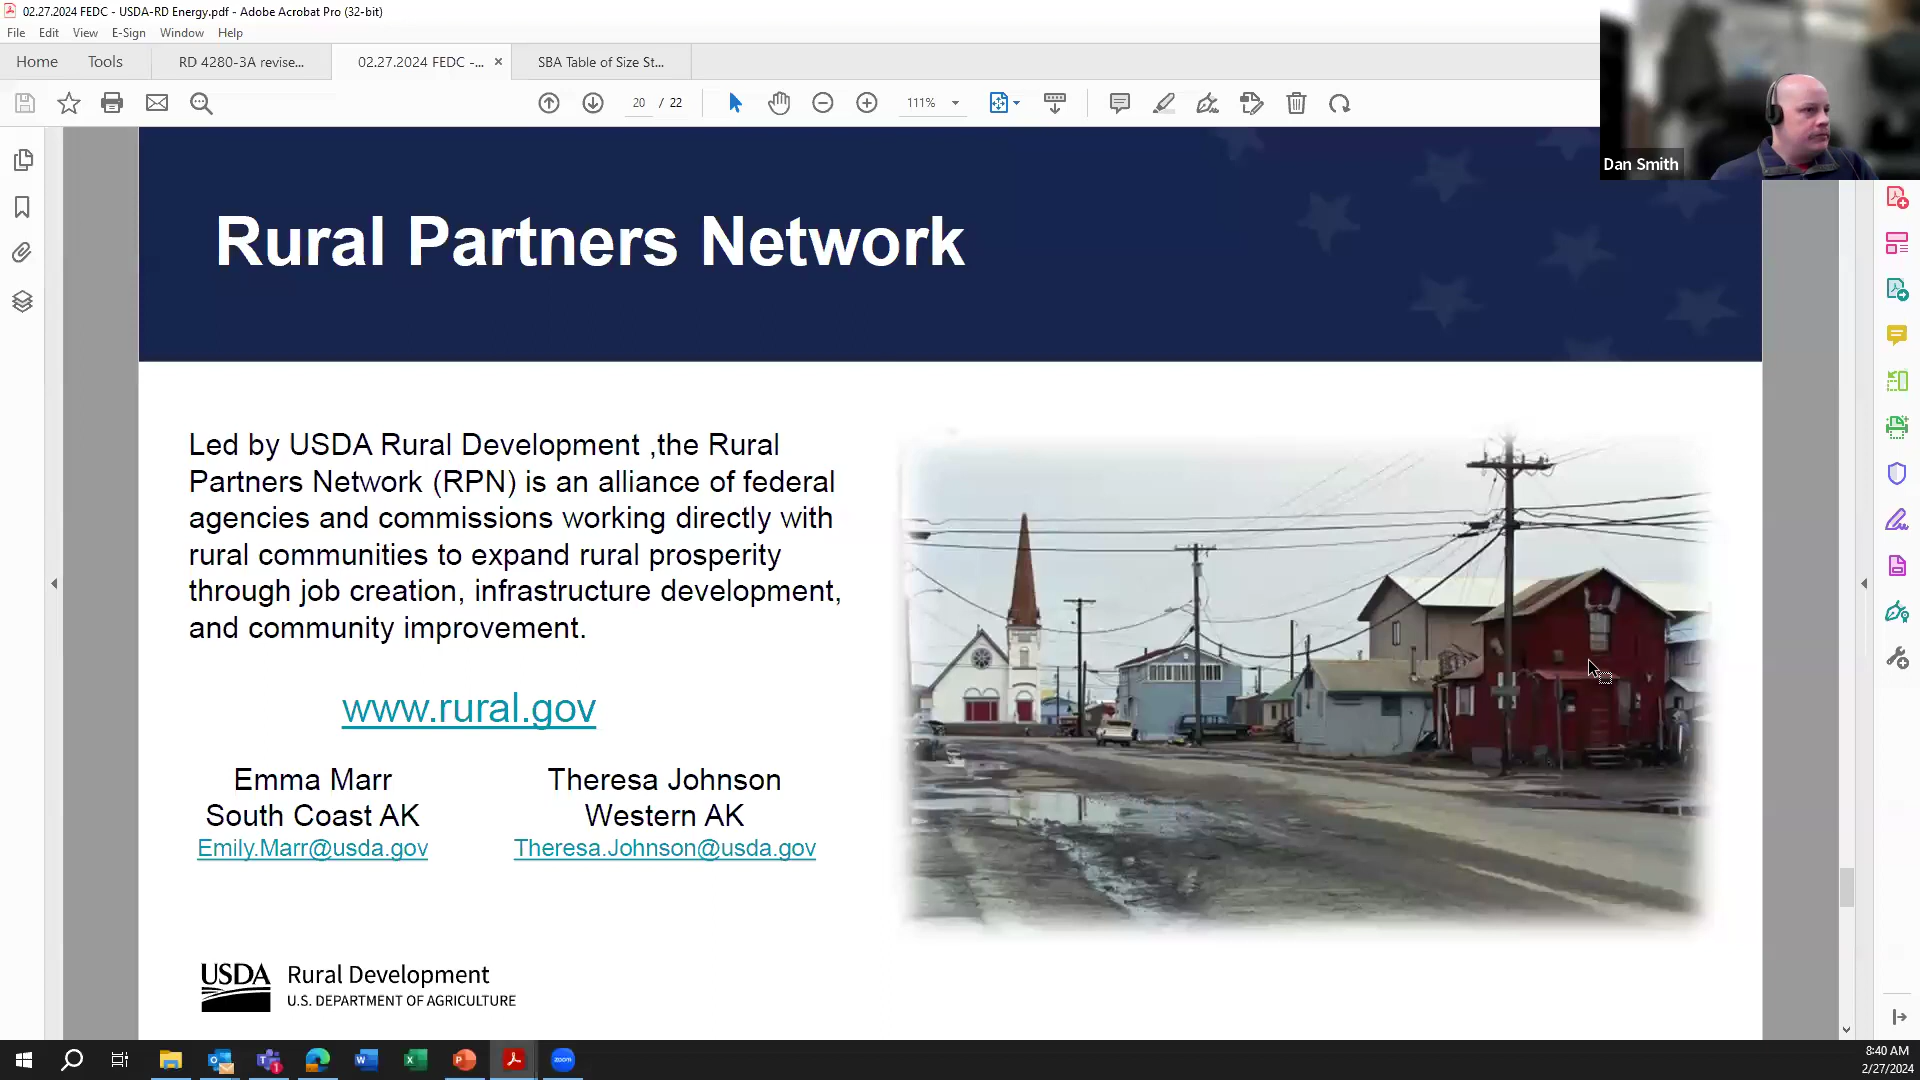 02.27.2024 FEDC - USDA-RD Energy.pdf - Adobe Acrobat Pro (32-bit)
File Edit View E-Sign Window Help
Home Tools RD 4280-3A revise... 02.27.2024 FEDC -... × SBA Table of Size St...
20 / 22 111%
Dan Smith
Rural Partners Network
Led by USDA Rural Development ,the Rural
Partners Network (RPN) is an alliance of federal
agencies and commissions working directly with
rural communities to expand rural prosperity
through job creation, infrastructure development,
and community improvement.
www.rural.gov
Emma Marr
South Coast AK
Emily.Marr@usda.gov
Theresa Johnson
Western AK
Theresa.Johnson@usda.gov
USDA Rural Development
U.S. DEPARTMENT OF AGRICULTURE
zoom
8:40 AM
2/27/2024